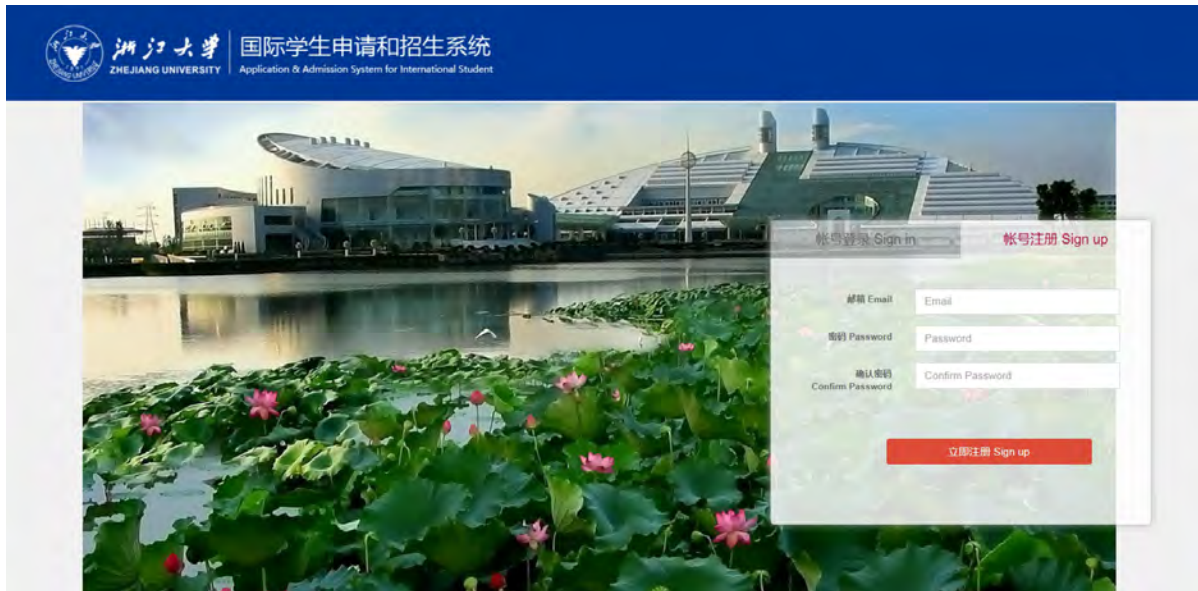 浙江大学
ZHEJIANG UNIVERSITY
国际学生申请和招生系统
Application & Admission System for International Student
帐号登录 Sign in
帐号注册 Sign up
邮箱 Email
Email
密码 Password
Password
确认密码
Confirm Password
Confirm Password
立即注册 Sign up